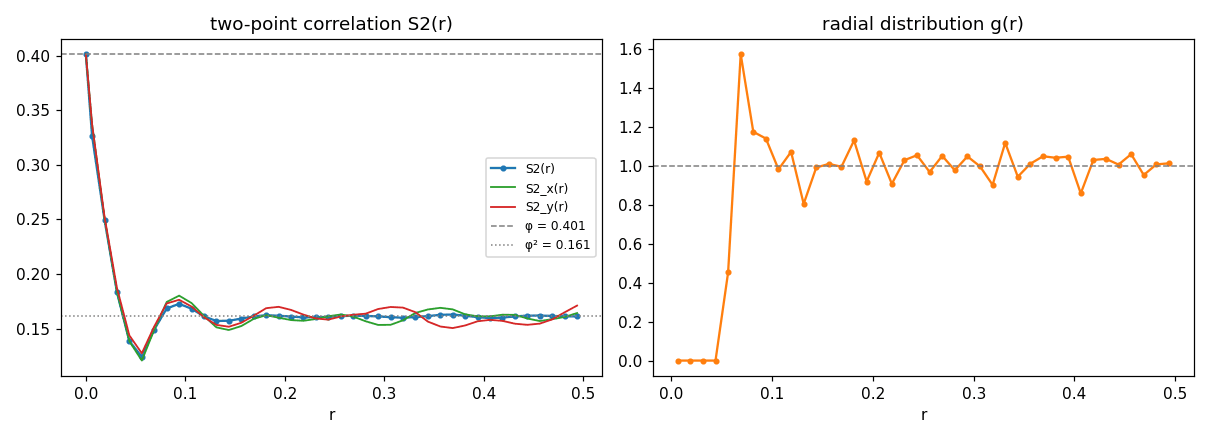 two-point correlation S2(r)
0.40
0.35
0.30
0.25
0.20
0.15
0.0 0.1 0.2 0.3 0.4 0.5
r
S2(r)
S2_x(r)
S2_y(r)
φ = 0.401
φ² = 0.161
radial distribution g(r)
1.6
1.4
1.2
1.0
0.8
0.6
0.4
0.2
0.0
0.0 0.1 0.2 0.3 0.4 0.5
r